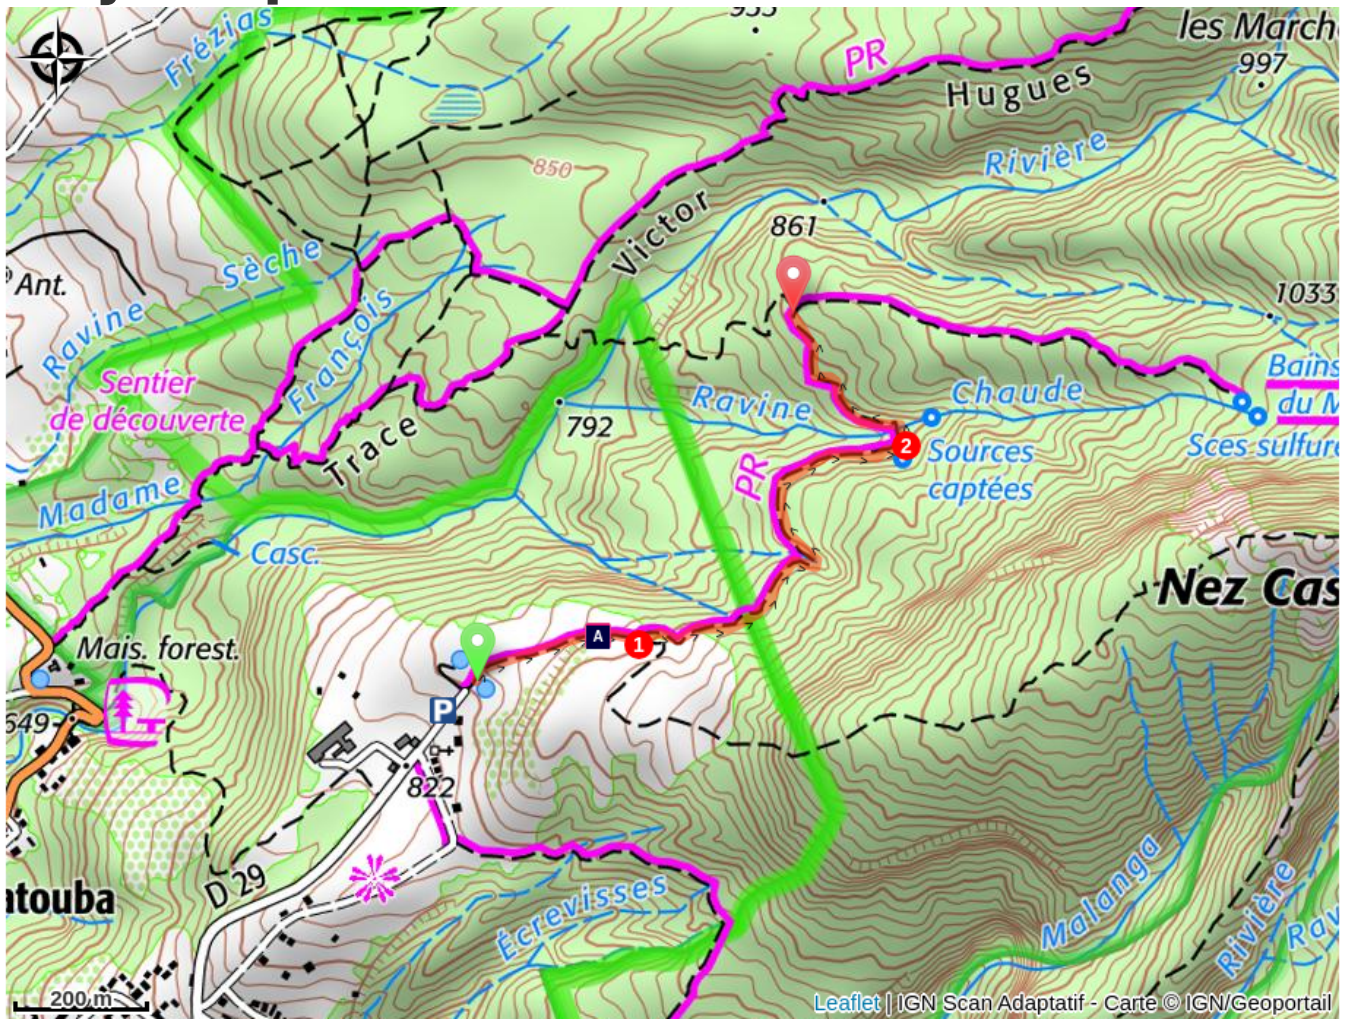 Frézias
PR
les March
997
Hugues
Rivière
850
Victor
861
Sèche
Ant.
Ravine
François
1033
Sentier
de découverte
Bains
du M
Chaude
Ravine
792
Trace
Sources
captées
Sces sulfure
2
PR
Madame
Casc.
Nez Cas
Mais. forest.
A
1
649
P
822
D 29
atouba
Écrevisses
Malanga
Rivière
Rav
200 m
Leaflet | IGN Scan Adaptatif - Carte © IGN/Geoportail